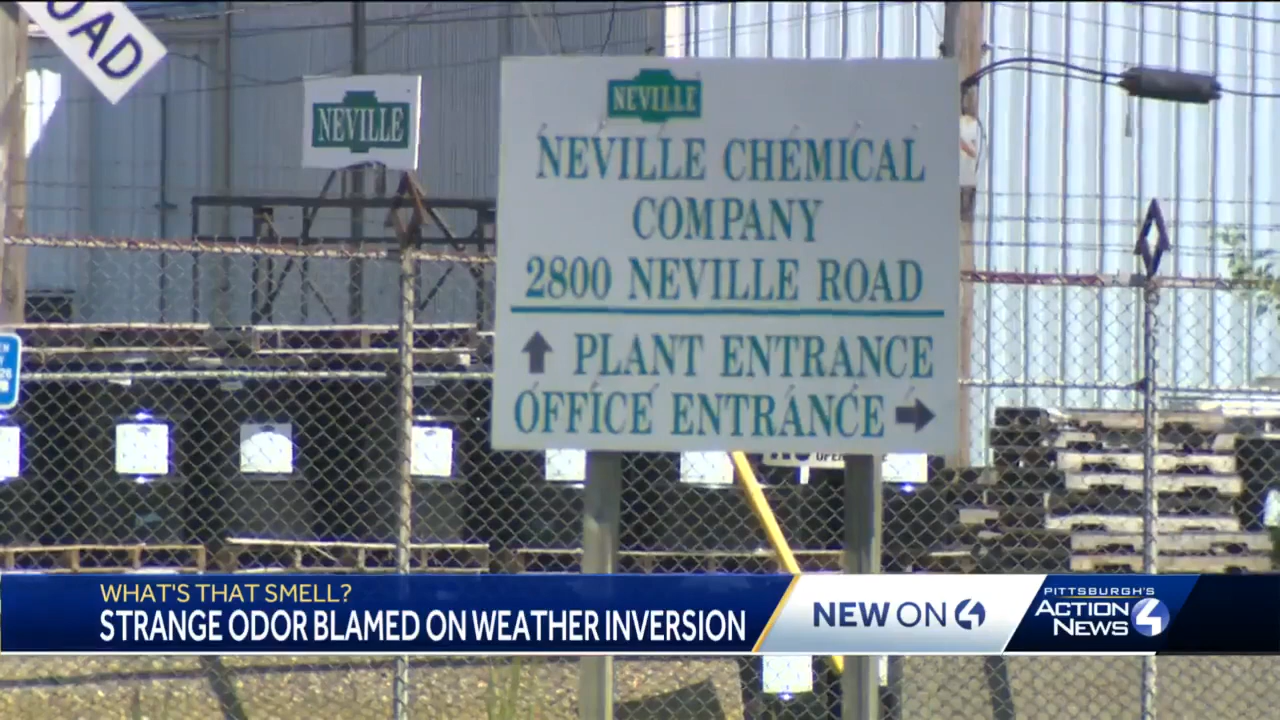 OAD
NEVILLE
NEVILLE
NEVILLE CHEMICAL
COMPANY
2800 NEVILLE ROAD
PLANT ENTRANCE
OFFICE ENTRANCE
WHAT'S THAT SMELL?
STRANGE ODOR BLAMED ON WEATHER INVERSION
NEW ON 4
PITTSBURGH'S
ACTION
NEWS 4